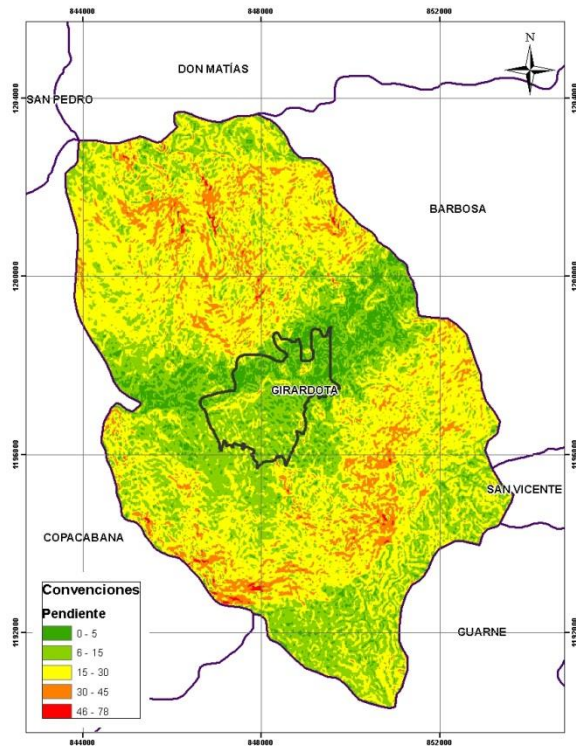 844000
848000
852000
N
DON MATÍAS
SAN PEDRO
1204000
1204000
BARBOSA
1200000
1200000
GIRARDOTA
1196000
1196000
SAN VICENTE
COPACABANA
Convenciones
Pendiente
0 - 5
6 - 15
15 - 30
30 - 45
46 - 78
GUARNE
1192000
1192000
844000
848000
852000